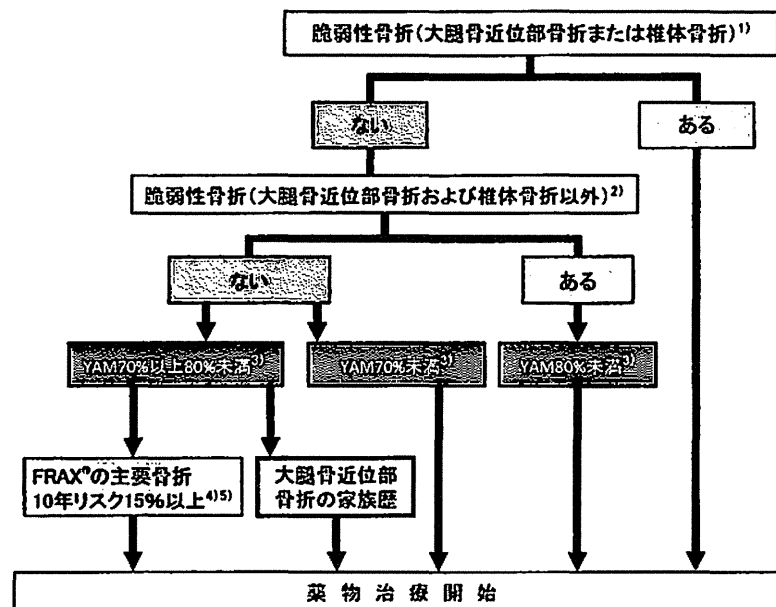 脆弱性骨折(大腿骨近位部骨折または椎体骨折)1)
ない
ある
脆弱性骨折(大腿骨近位部骨折および椎体骨折以外)2)
ない
ある
YAM70%以上80%未満3)
YAM70%未満3)
YAM80%未満3)
FRAX®の主要骨折
10年リスク15%以上4)5)
大腿骨近位部
骨折の家族歴
薬物治療開始